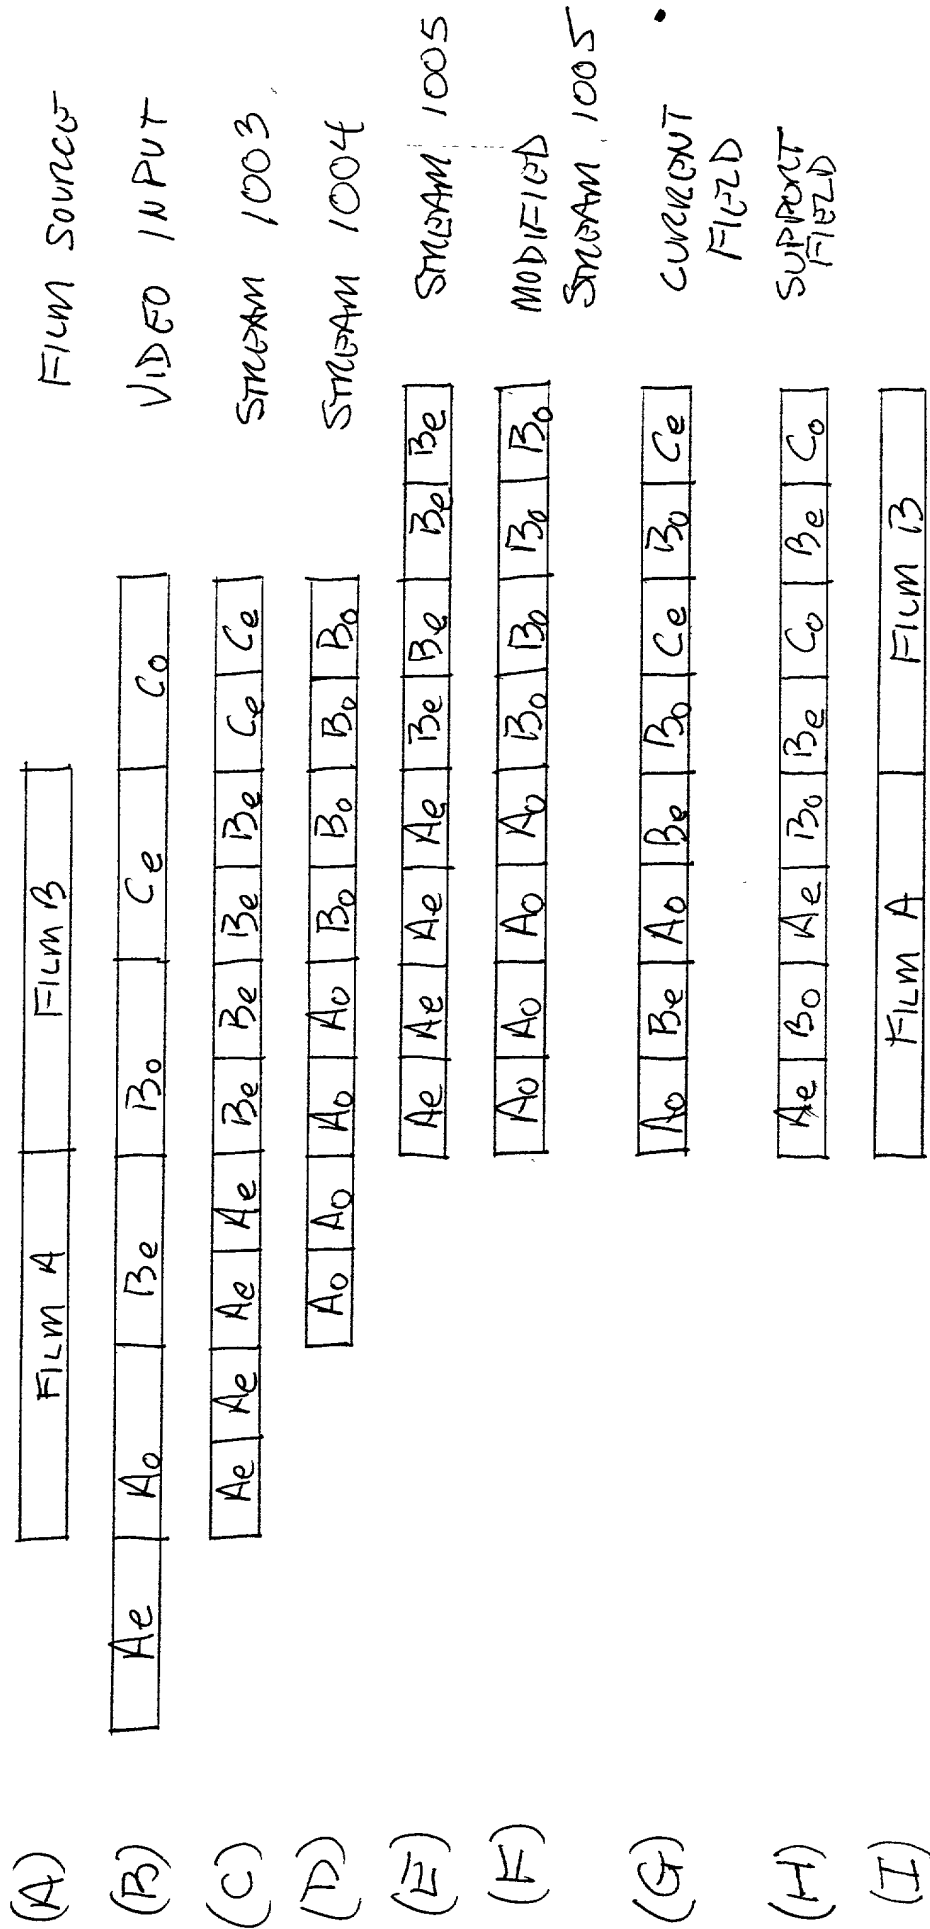 (A) FILM A FILM B FILM SOURCE
(B) Ae Ao Be Bo Ce Co VIDEO INPUT
(C) Ae Ae Ae Ae Be Be Be Be Ce Ce STREAM 1003
(D) Ao Ao Ao Ao Bo Bo Bo Bo STREAM 1004
(E) Ae Ae Ae Ae Be Be Be Be STREAM 1005
(F) Ao Ao Ao Ao Bo Bo Bo Bo MODIFIED
STREAM 1005
(G) Ao Be Ao Be Bo Ce Bo Ce CURRENT
FIELD
(H) Ae Bo Ae Bo Be Co Be Co SUPPORT
FIELD
(I) FILM A FILM B